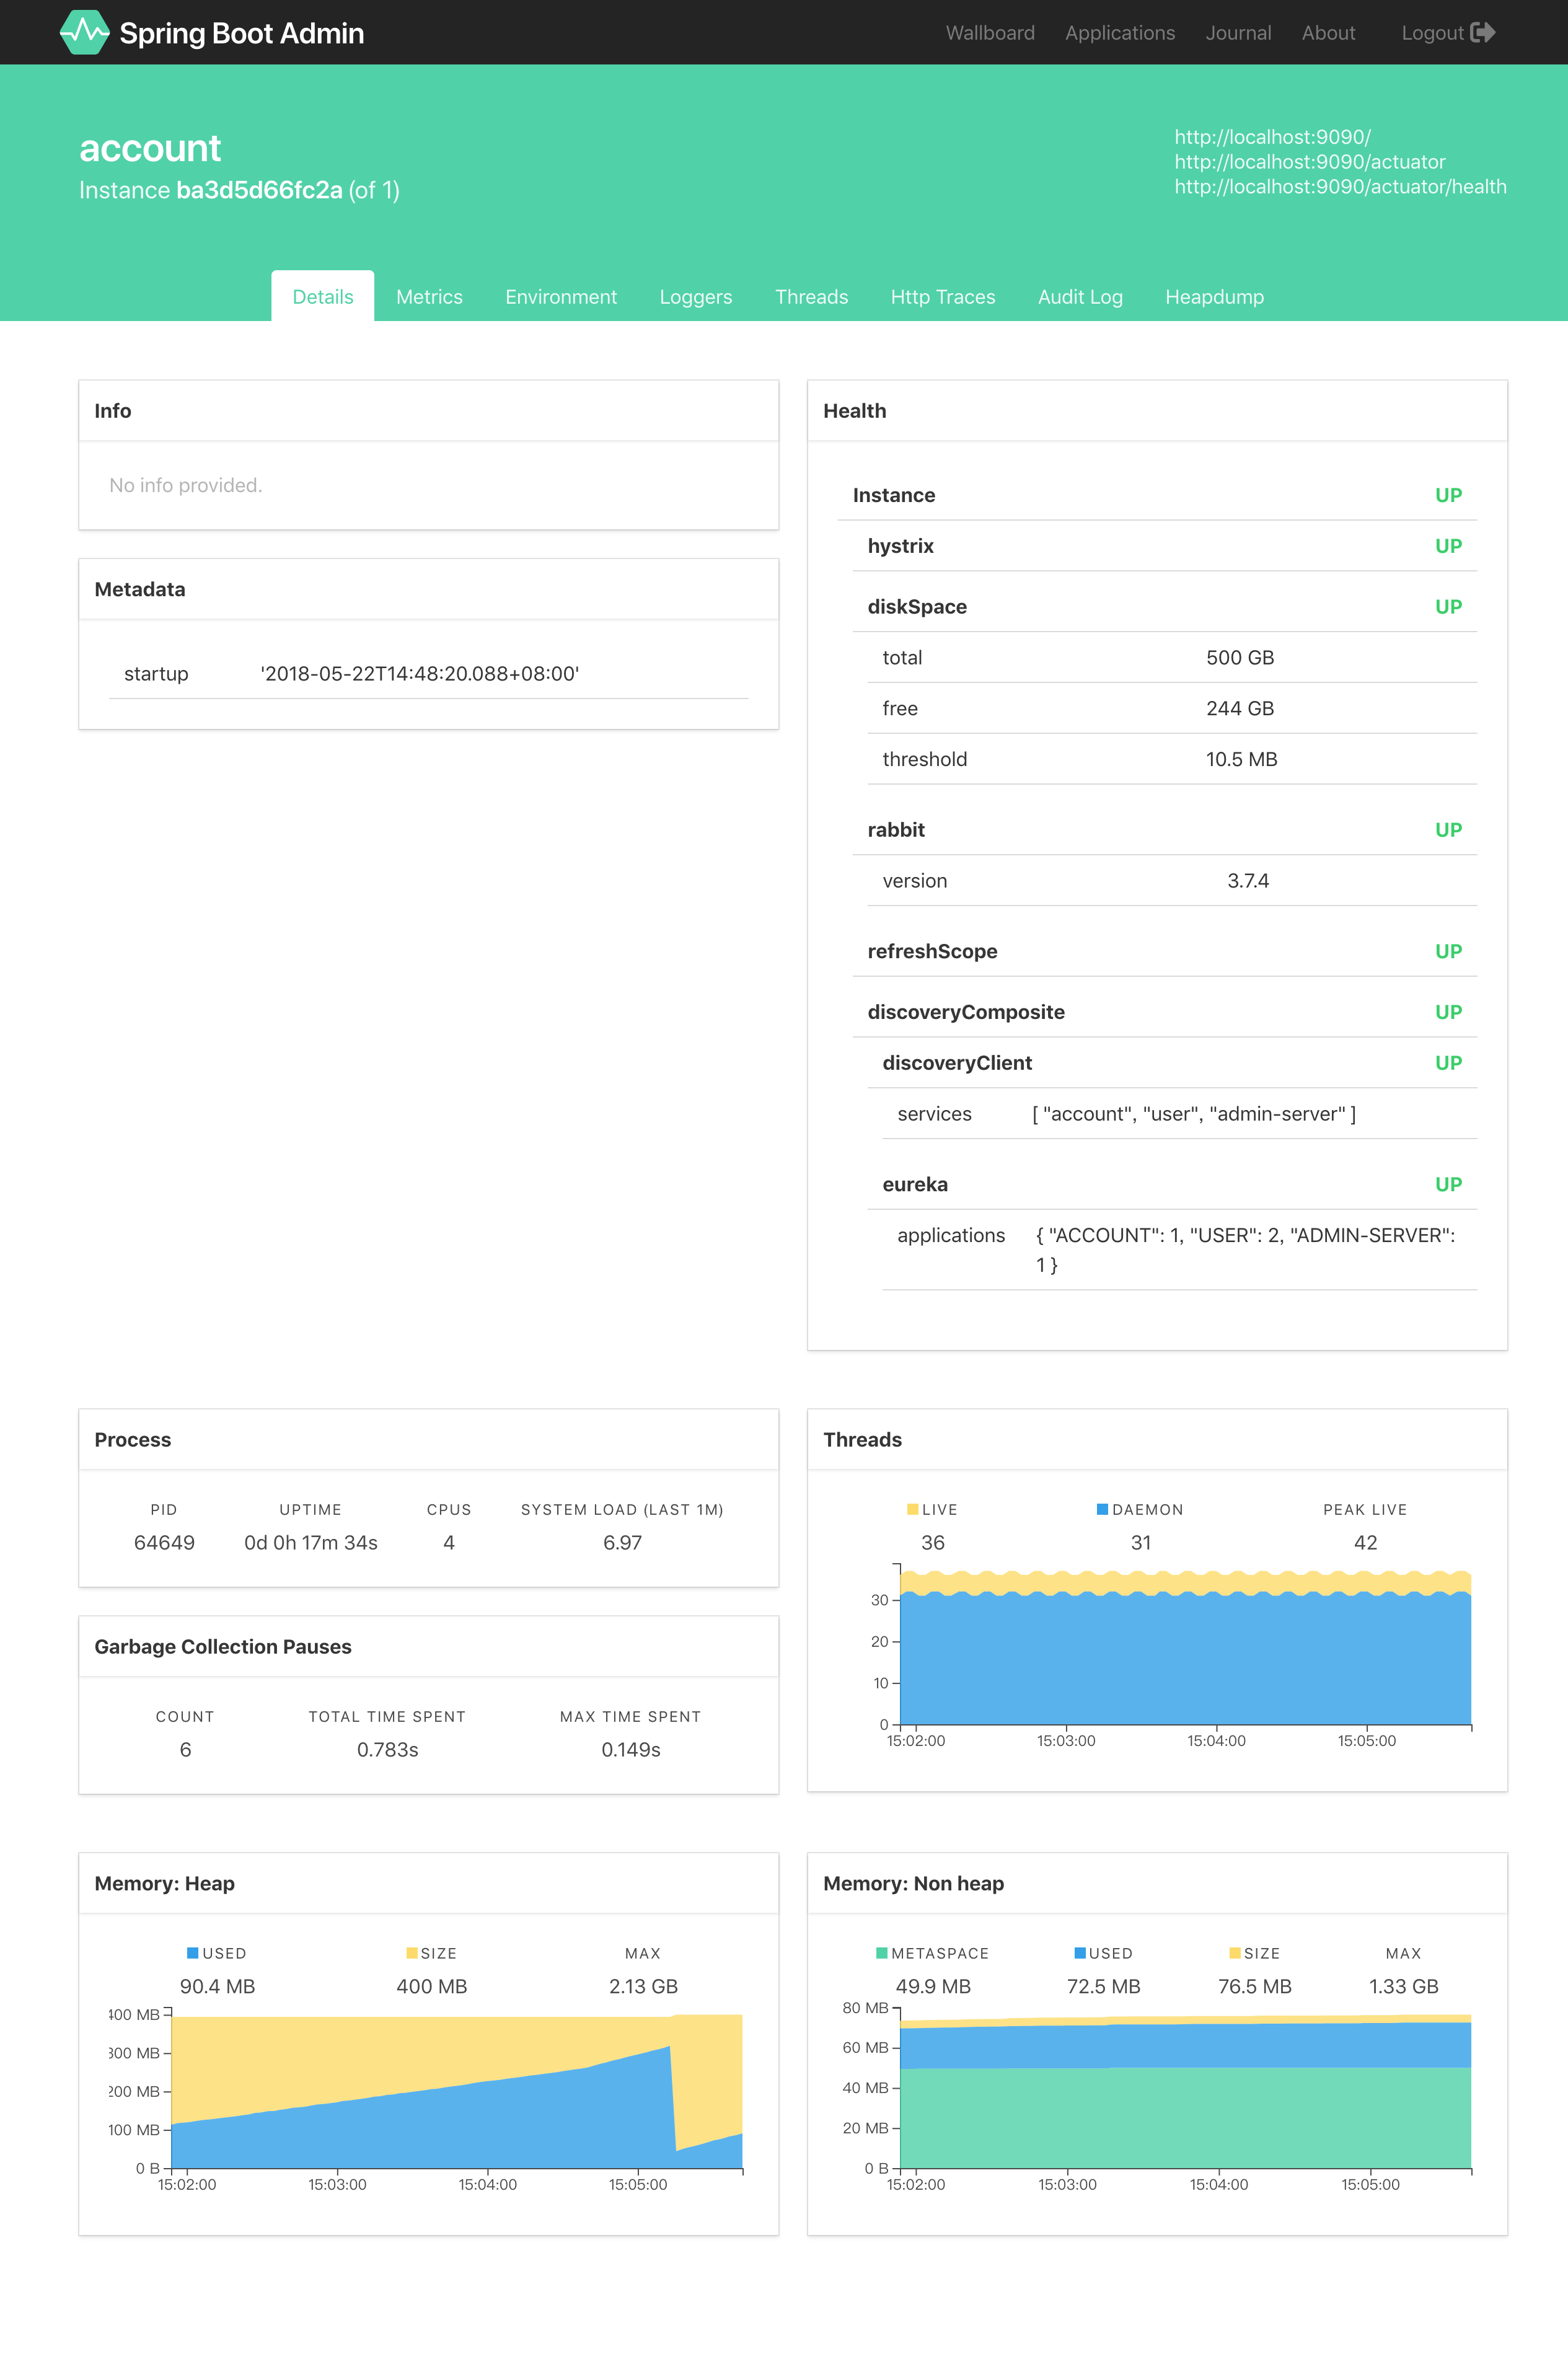 Spring Boot Admin
Wallboard Applications Journal About Logout
account
Instance ba3d5d66fc2a (of 1)
http://localhost:9090/
http://localhost:9090/actuator
http://localhost:9090/actuator/health
Details Metrics Environment Loggers Threads Http Traces Audit Log Heapdump
Info
No info provided.
Metadata
startup '2018-05-22T14:48:20.088+08:00'
Health
Instance UP
hystrix UP
diskSpace UP
total 500 GB
free 244 GB
threshold 10.5 MB
rabbit UP
version 3.7.4
refreshScope UP
discoveryComposite UP
discoveryClient UP
services [ "account", "user", "admin-server" ]
eureka UP
applications { "ACCOUNT": 1, "USER": 2, "ADMIN-SERVER":
1 }
Process
PID UPTIME CPUS SYSTEM LOAD (LAST 1M)
64649 0d 0h 17m 34s 4 6.97
Garbage Collection Pauses
COUNT TOTAL TIME SPENT MAX TIME SPENT
6 0.783s 0.149s
Threads
LIVE DAEMON PEAK LIVE
36 31 42
30
20
10
0
15:02:00 15:03:00 15:04:00 15:05:00
Memory: Heap
USED SIZE MAX
90.4 MB 400 MB 2.13 GB
400 MB
300 MB
200 MB
100 MB
0 B
15:02:00 15:03:00 15:04:00 15:05:00
Memory: Non heap
METASPACE USED SIZE MAX
49.9 MB 72.5 MB 76.5 MB 1.33 GB
80 MB
60 MB
40 MB
20 MB
0 B
15:02:00 15:03:00 15:04:00 15:05:00